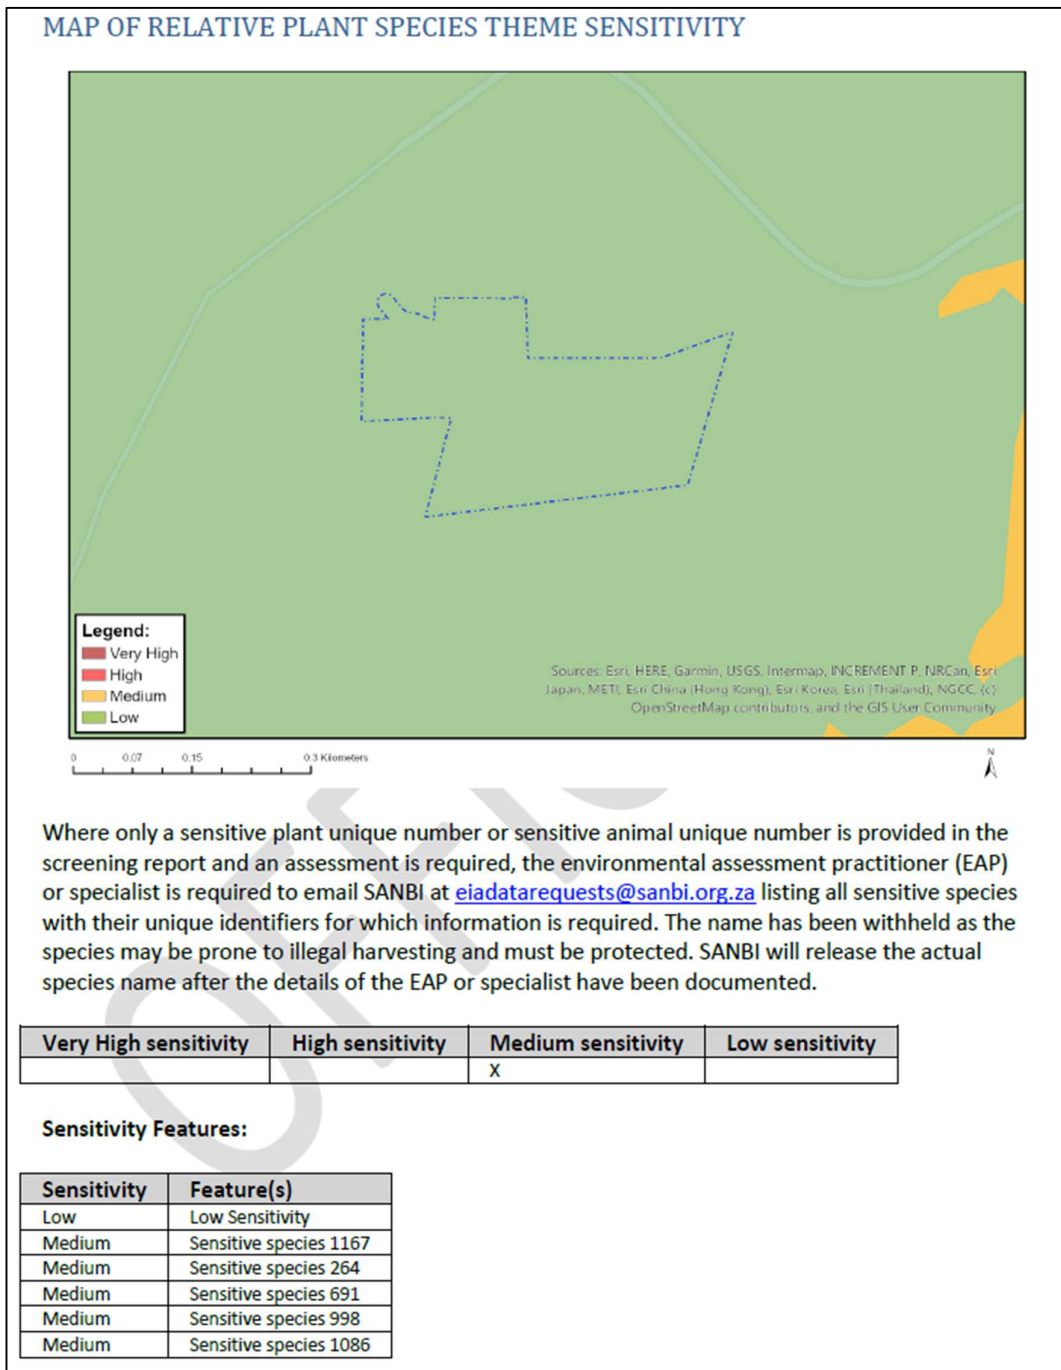 MAP OF RELATIVE PLANT SPECIES THEME SENSITIVITY
Legend:
Very High
High
Medium
Low
Sources: Esri, HERE, Garmin, USGS, Intermap, INCREMENT P, NRCan, Esri
Japan, METI, Esri China (Hong Kong), Esri Korea, Esri (Thailand), NGCC, (c)
OpenStreetMap contributors, and the GIS User Community
0 0.07 0.15 0.3 Kilometers
N
Where only a sensitive plant unique number or sensitive animal unique number is provided in the
screening report and an assessment is required, the environmental assessment practitioner (EAP)
or specialist is required to email SANBI at eiadatarequests@sanbi.org.za listing all sensitive species
with their unique identifiers for which information is required. The name has been withheld as the
species may be prone to illegal harvesting and must be protected. SANBI will release the actual
species name after the details of the EAP or specialist have been documented.
Very High sensitivity High sensitivity Medium sensitivity Low sensitivity
X
Sensitivity Features:
Sensitivity Feature(s)
Low Low Sensitivity
Medium Sensitive species 1167
Medium Sensitive species 264
Medium Sensitive species 691
Medium Sensitive species 998
Medium Sensitive species 1086